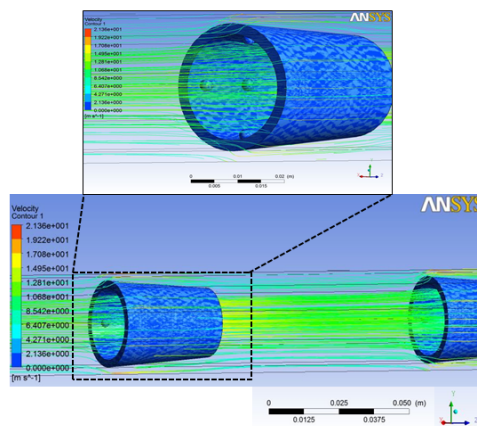 ANSYS
Velocity
Contour 1
2.136e+001
1.922e+001
1.708e+001
1.495e+001
1.281e+001
1.068e+001
8.542e+000
6.407e+000
4.271e+000
2.136e+000
0.000e+000
[m s^-1]
0 0.01 0.02 (m)
0.005 0.015
ANSYS
Velocity
Contour 1
2.136e+001
1.922e+001
1.708e+001
1.495e+001
1.281e+001
1.068e+001
8.542e+000
6.407e+000
4.271e+000
2.136e+000
0.000e+000
[m s^-1]
0 0.025 0.050 (m)
0.0125 0.0375
Y
X
Z